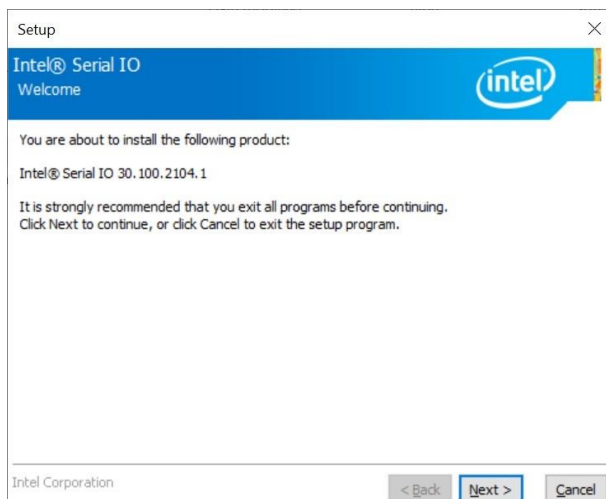 Setup
Intel® Serial IO
Welcome
intel
You are about to install the following product:
Intel® Serial IO 30.100.2104.1
It is strongly recommended that you exit all programs before continuing.
Click Next to continue, or click Cancel to exit the setup program.
Intel Corporation
< Back Next > Cancel